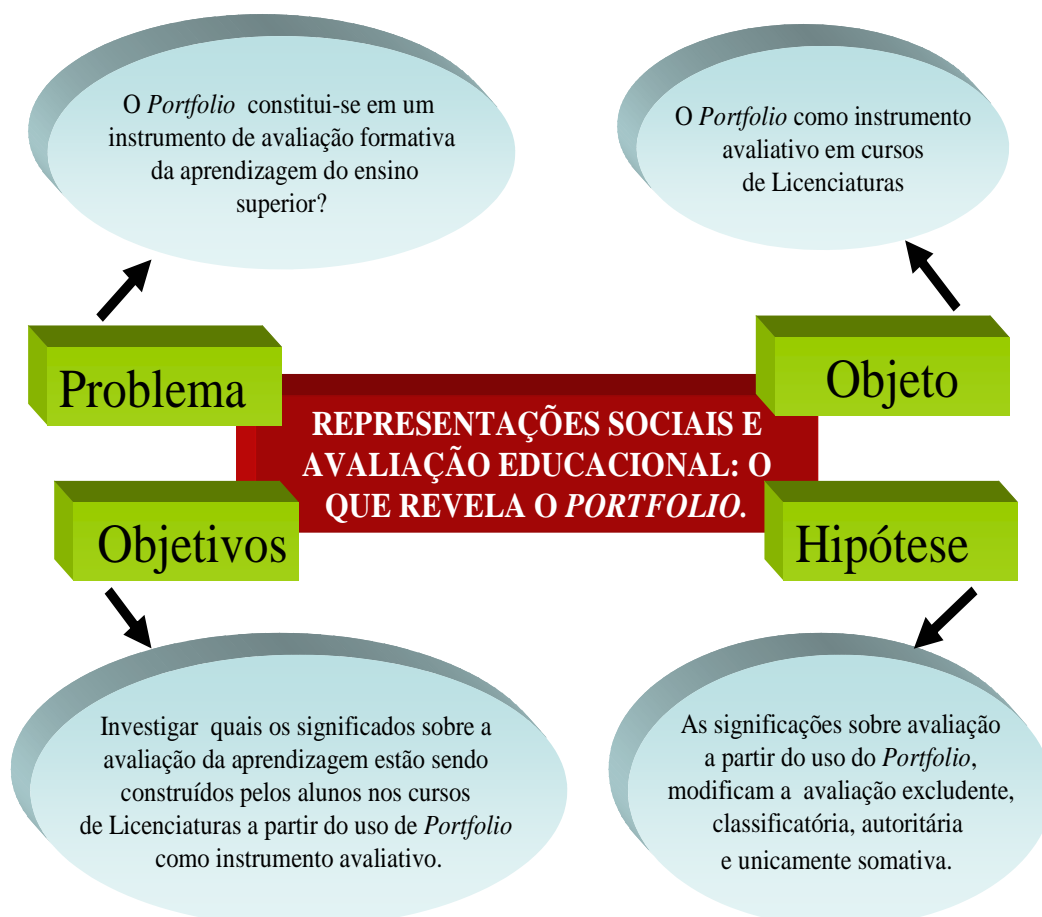 O Portfolio constitui-se em um
instrumento de avaliação formativa
da aprendizagem do ensino
superior?
O Portfolio como instrumento
avaliativo em cursos
de Licenciaturas
Problema
Objeto
REPRESENTAÇÕES SOCIAIS E
AVALIAÇÃO EDUCACIONAL: O
QUE REVELA O PORTFOLIO.
Objetivos
Hipótese
Investigar quais os significados sobre a
avaliação da aprendizagem estão sendo
construídos pelos alunos nos cursos
de Licenciaturas a partir do uso de Portfolio
como instrumento avaliativo.
As significações sobre avaliação
a partir do uso do Portfolio,
modificam a avaliação excludente,
classificatória, autoritária
e unicamente somativa.